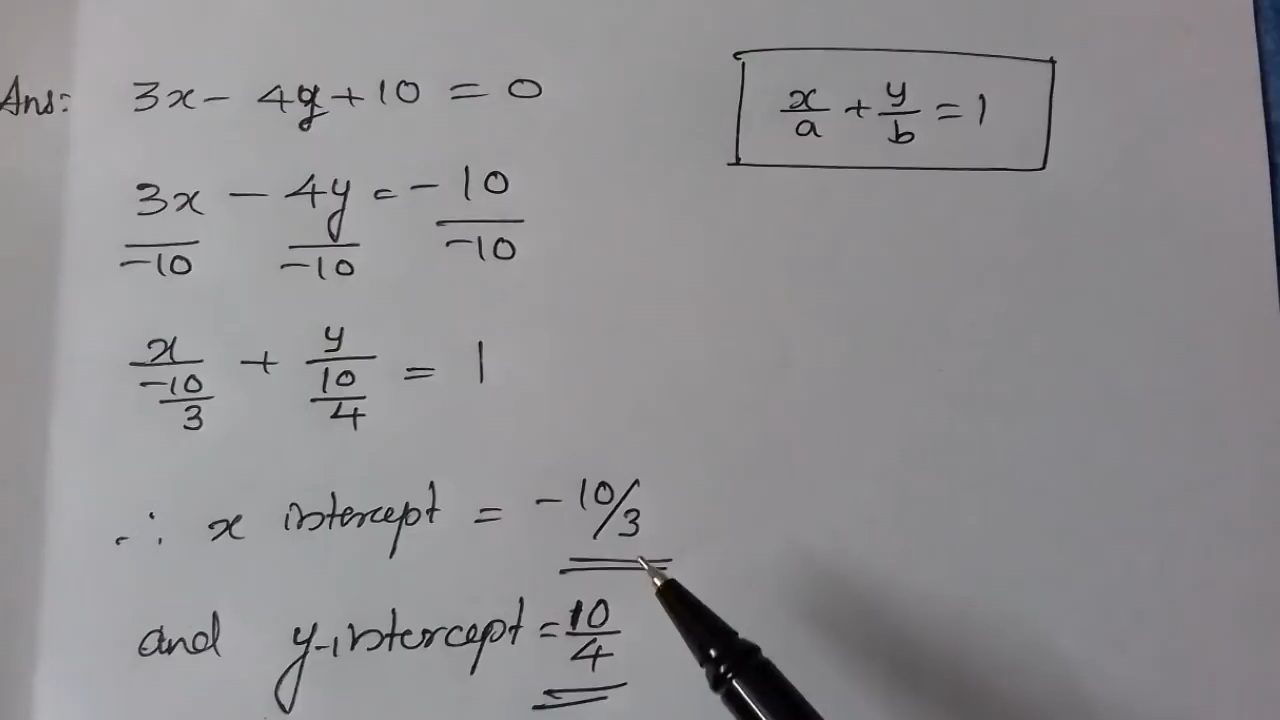 Ans: 3x - 4y + 10 = 0
x/a + y/b = 1
3x/-10 - 4y/-10 = -10/-10
x/(-10/3) + y/(10/4) = 1
∴ x intercept = -10/3
and y-intercept = 10/4